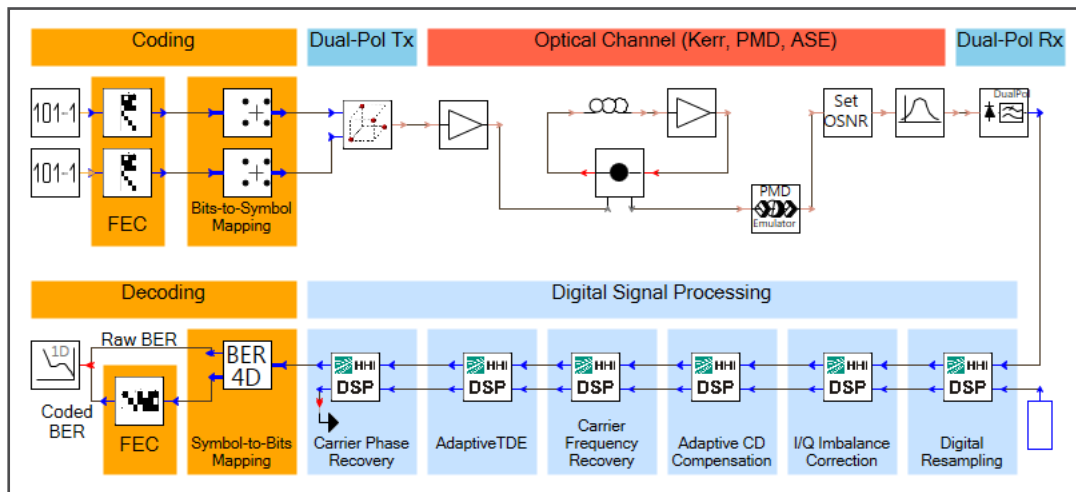 Coding
Dual-Pol Tx
Optical Channel (Kerr, PMD, ASE)
Dual-Pol Rx
101-1
101-1
FEC
Bits-to-Symbol
Mapping
Set
OSNR
DualPol
PMD
Emulator
Decoding
Digital Signal Processing
Raw BER
1D
Coded
BER
FEC
BER
4D
Symbol-to-Bits
Mapping
HHI
DSP
Carrier Phase
Recovery
HHI
DSP
AdaptiveTDE
HHI
DSP
Carrier
Frequency
Recovery
HHI
DSP
Adaptive CD
Compensation
HHI
DSP
I/Q Imbalance
Correction
HHI
DSP
Digital
Resampling